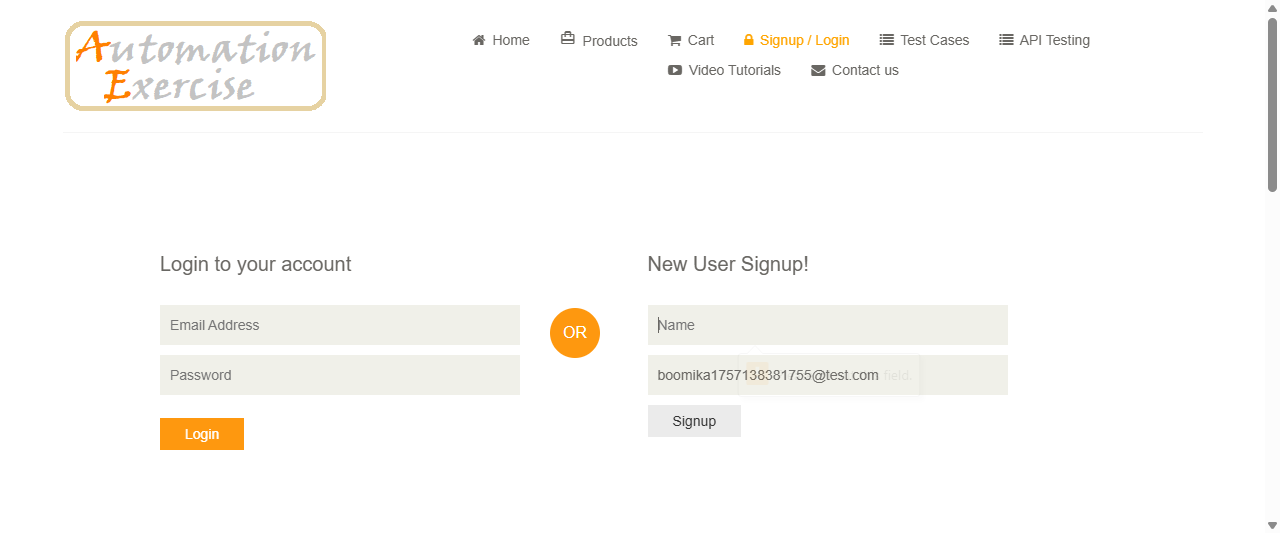 Automation
Exercise
Home Products Cart Signup / Login Test Cases API Testing
Video Tutorials Contact us
Login to your account
Email Address
Password
Login
OR
New User Signup!
Name
boomika1757138381755@test.com field.
Signup